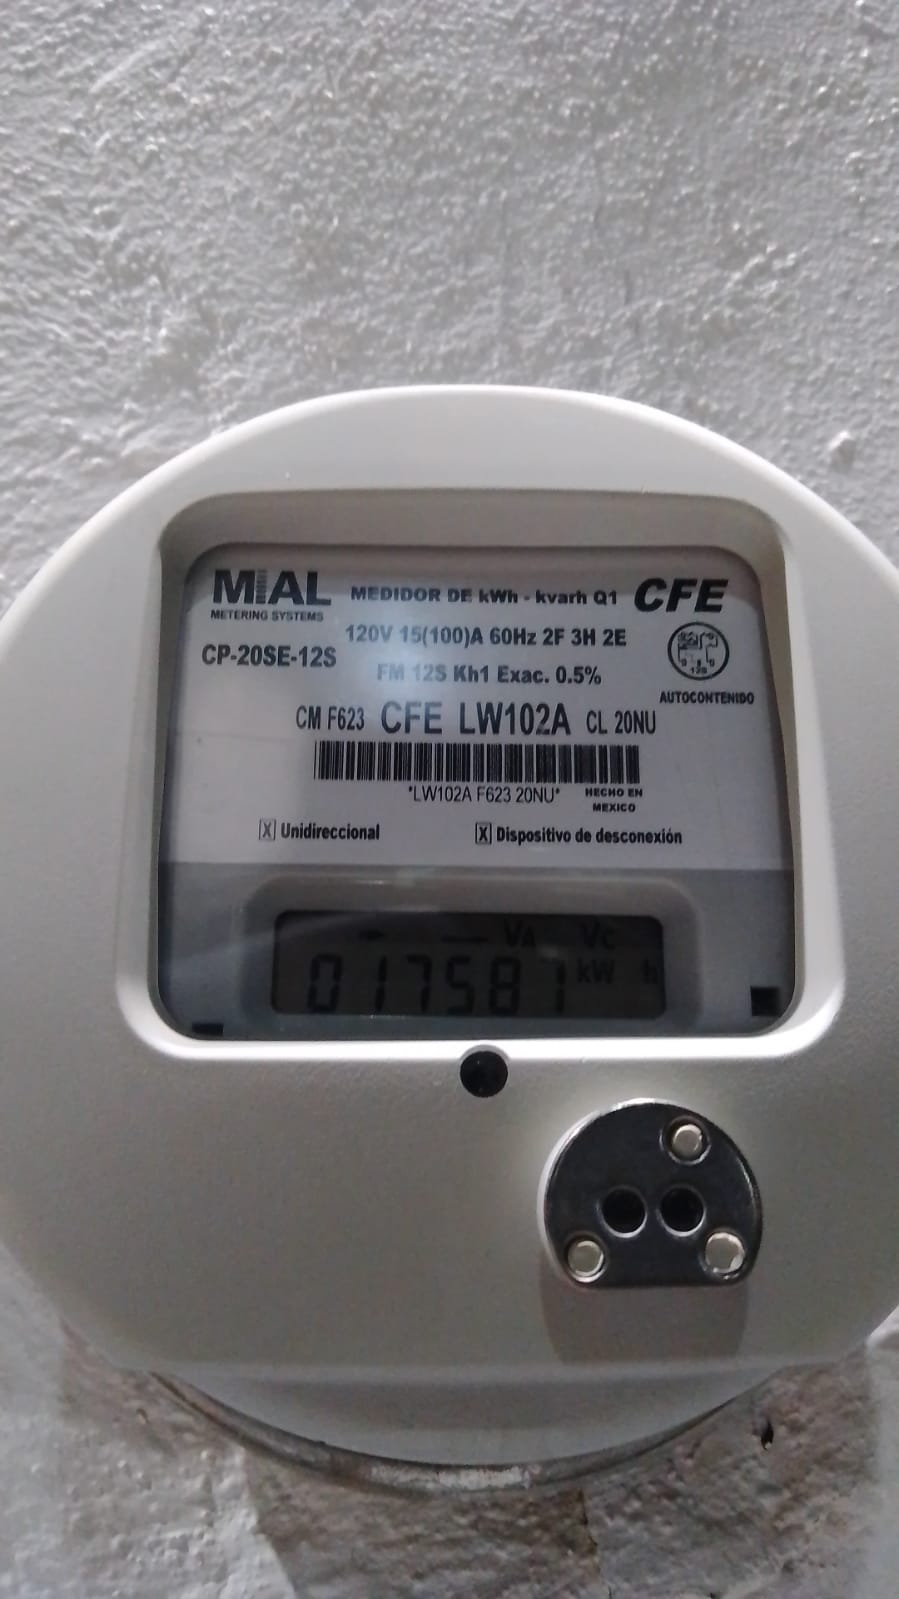 MIAL MEDIDOR DE kWh - kvarh Q1 CFE
METERING SYSTEMS
120V 15(100)A 60Hz 2F 3H 2E
CP-20SE-12S
FM 12S Kh1 Exac. 0.5%
12S
AUTOCONTENIDO
CM F623 CFE LW102A CL 20NU
*LW102A F623 20NU* HECHO EN
MEXICO
X Unidireccional X Dispositivo de desconexión
VA VC
017581 kW h